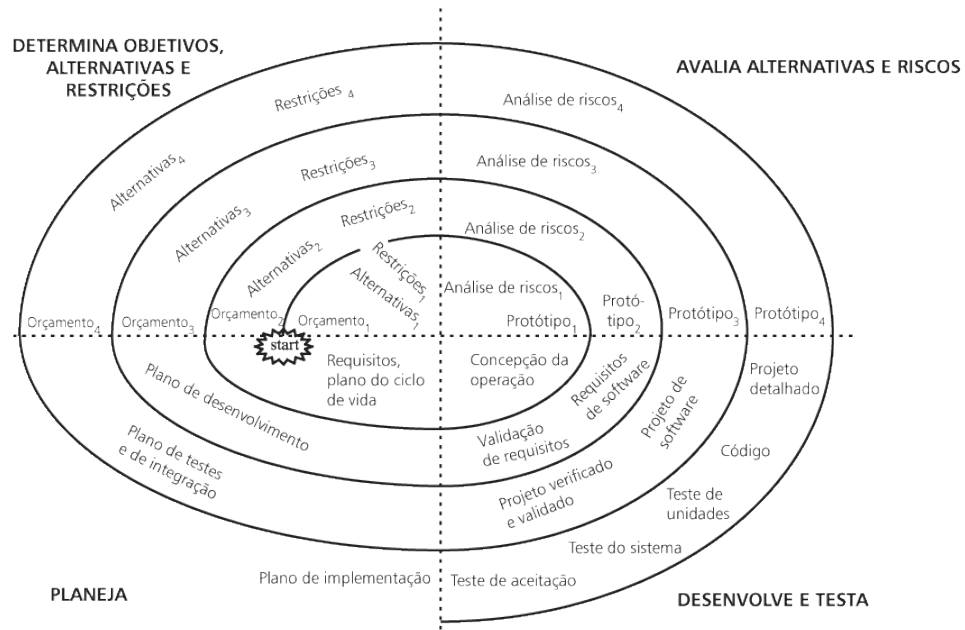 DETERMINA OBJETIVOS,
ALTERNATIVAS E
RESTRIÇÕES
AVALIA ALTERNATIVAS E RISCOS
Restrições 4
Análise de riscos4
Alternativas4
Restrições3
Análise de riscos3
Alternativas3
Restrições2
Análise de riscos2
Alternativas2
Restrições1
Alternativas1
Análise de riscos1
Orçamento4
Orçamento3
Orçamento2
Orçamento1
Protótipo1
Protó-
tipo2
Protótipo3
Protótipo4
start
Requisitos,
plano do ciclo
de vida
Concepção da
operação
Requisitos
de software
Projeto de
software
Projeto
detalhado
Plano de desenvolvimento
Validação
de requisitos
Código
Plano de testes
e de integração
Projeto verificado
e validado
Teste de
unidades
Teste do sistema
Plano de implementação
Teste de aceitação
PLANEJA
DESENVOLVE E TESTA